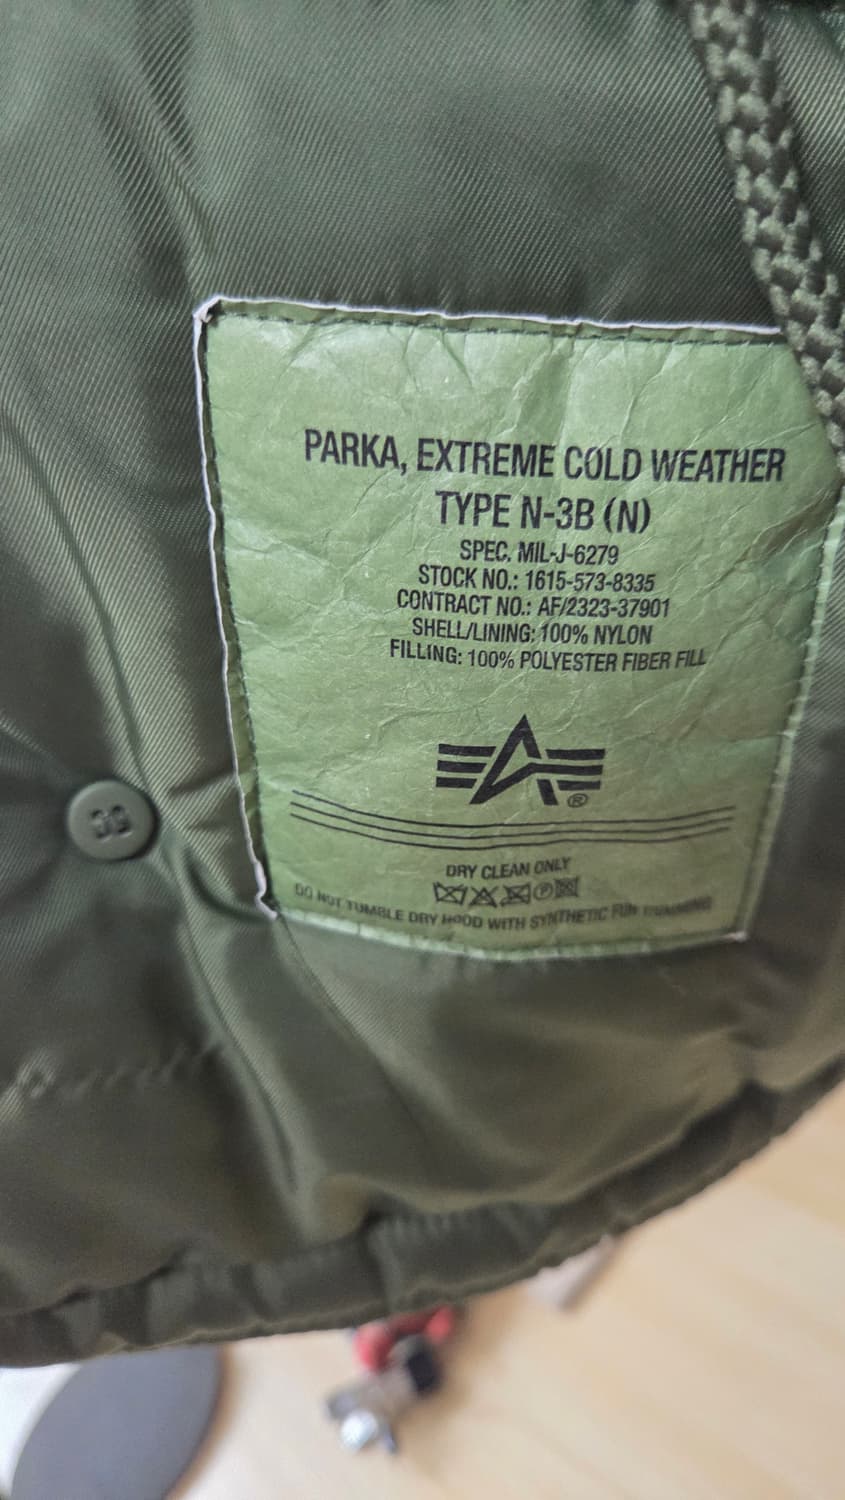 PARKA, EXTREME COLD WEATHER
TYPE N-3B (N)
SPEC. MIL-J-6279
STOCK NO.: 1615-573-8335
CONTRACT NO.: AF/2323-37901
SHELL/LINING: 100% NYLON
FILLING: 100% POLYESTER FIBER FILL
®
DRY CLEAN ONLY
P
DO NOT TUMBLE DRY HOOD WITH SYNTHETIC FUR TRIMMING